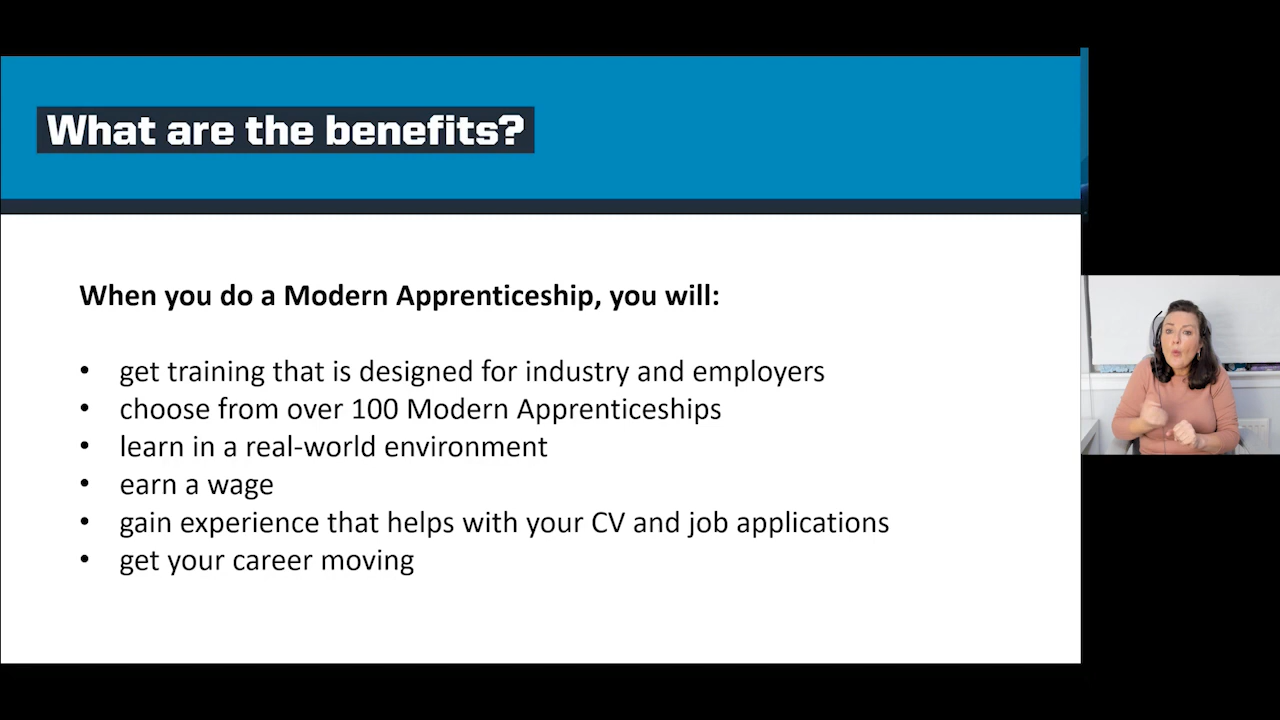 What are the benefits?
When you do a Modern Apprenticeship, you will:
• get training that is designed for industry and employers
• choose from over 100 Modern Apprenticeships
• learn in a real-world environment
• earn a wage
• gain experience that helps with your CV and job applications
• get your career moving